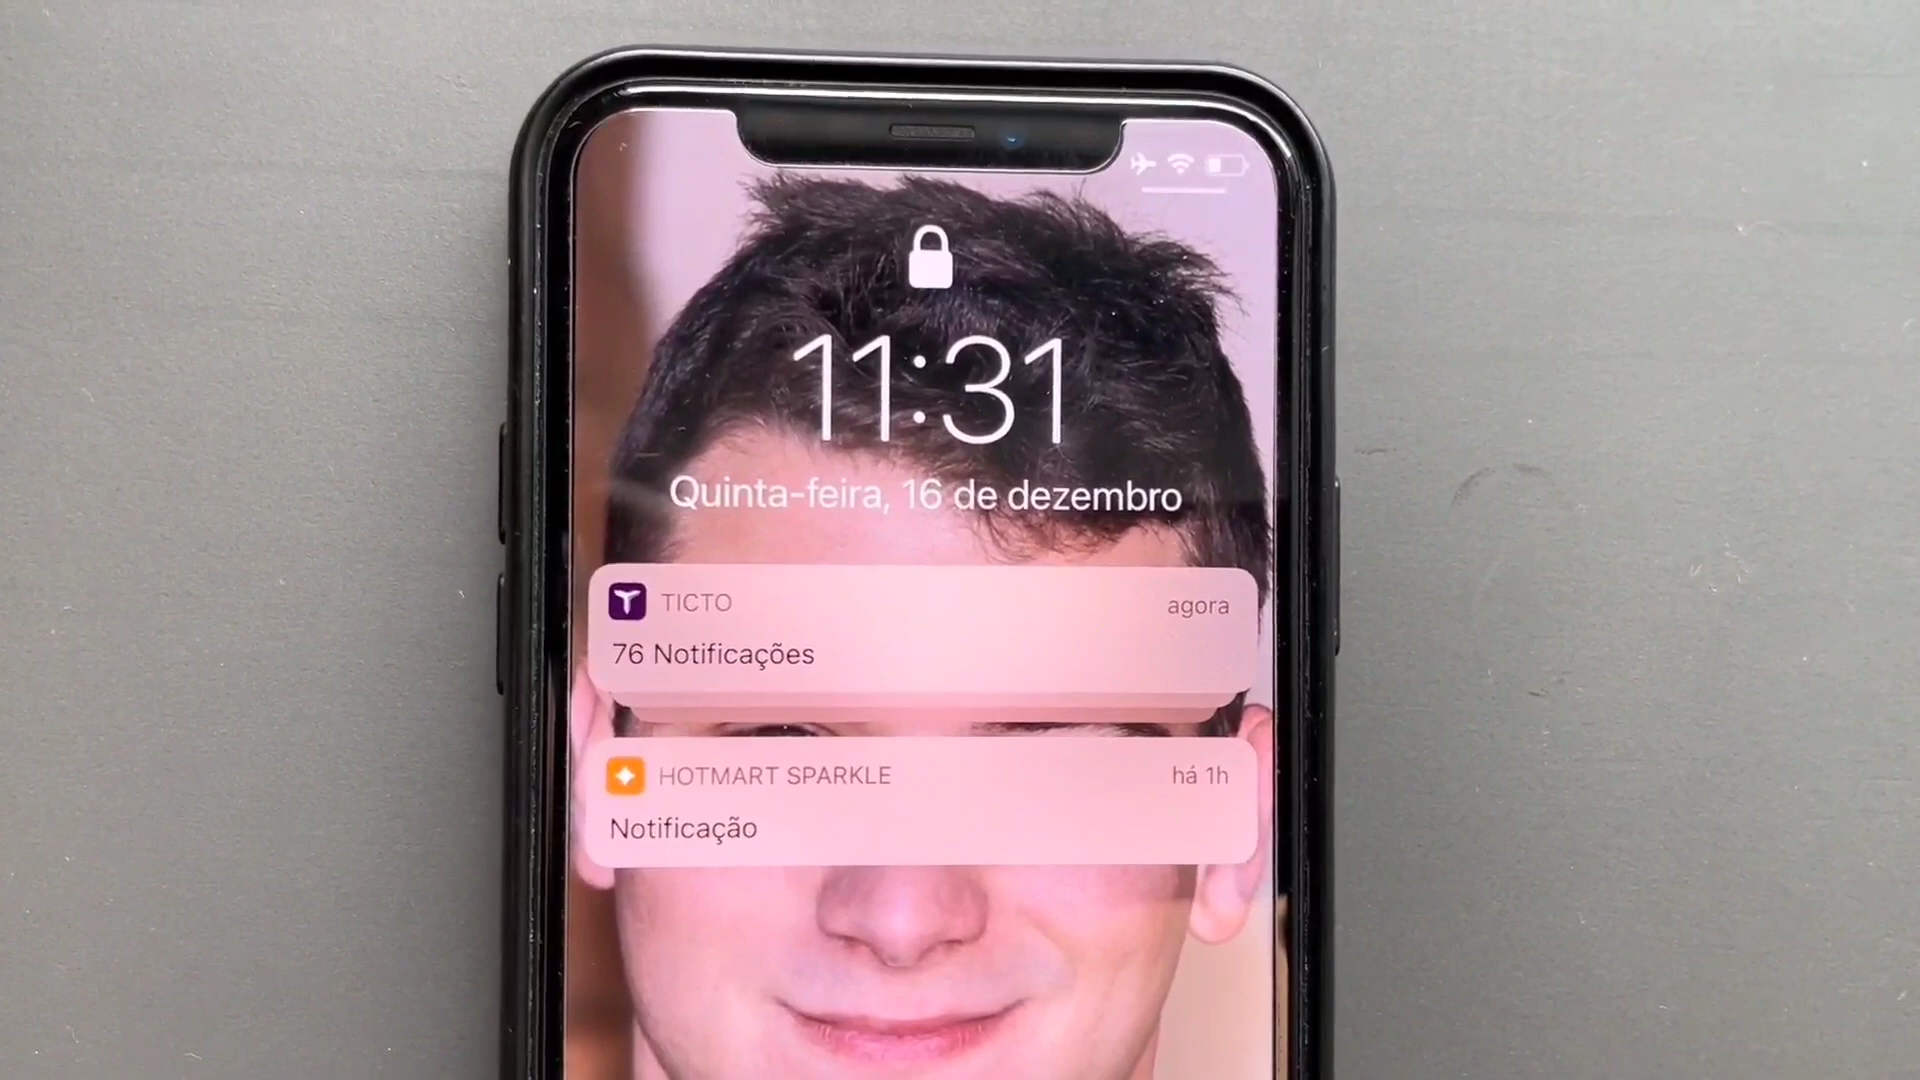 11:31
Quinta-feira, 16 de dezembro
TICTO
agora
76 Notificações
HOTMART SPARKLE
há 1h
Notificação